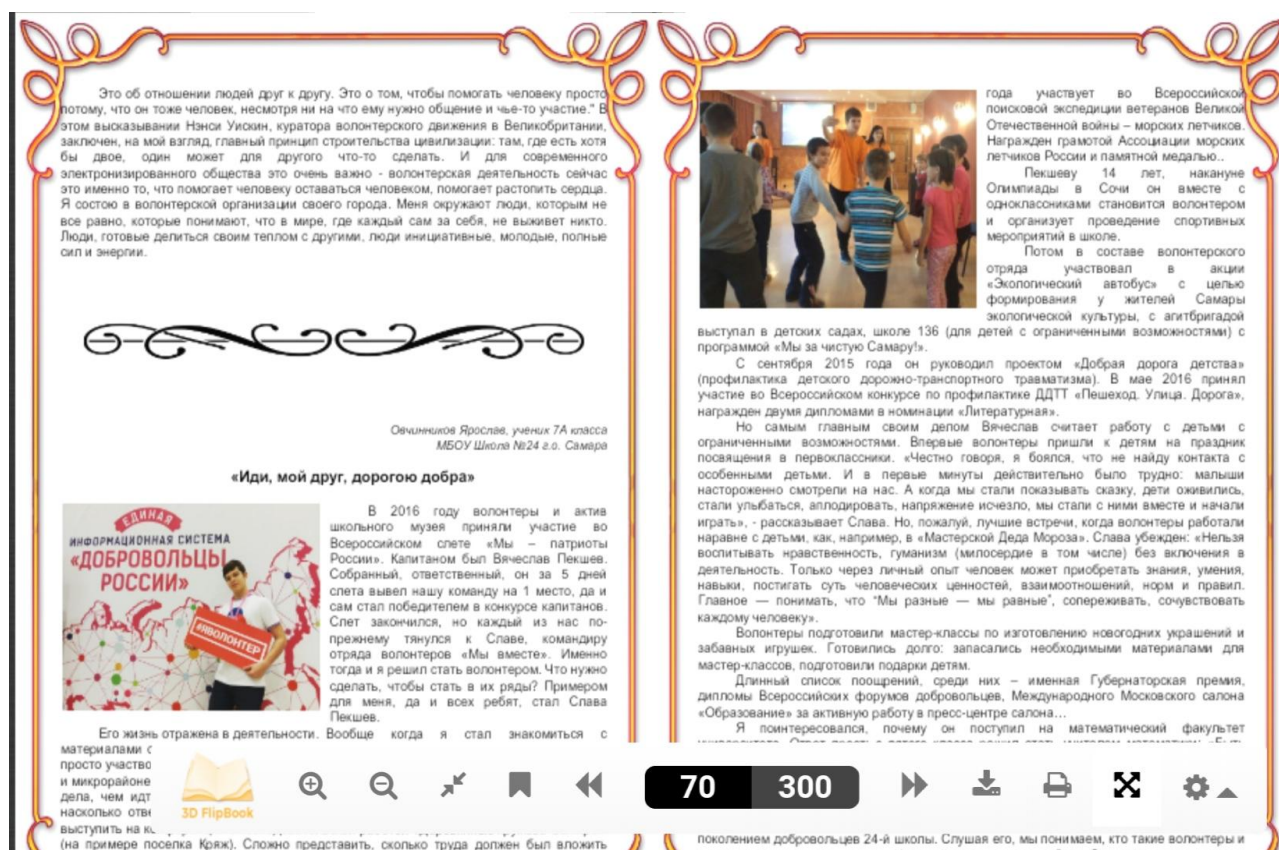 Это об отношении людей друг к другу. Это о том, чтобы помогать человеку просто
потому, что он тоже человек, несмотря ни на что ему нужно общение и чье-то участие." В
этом высказывании Нэнси Уискин, куратора волонтерского движения в Великобритании,
заключен, на мой взгляд, главный принцип строительства цивилизации: там, где есть хотя
бы двое, один может для другого что-то сделать. И для современного
электронизированного общества это очень важно - волонтерская деятельность сейчас
это именно то, что помогает человеку оставаться человеком, помогает растопить сердца.
Я состою в волонтерской организации своего города. Меня окружают люди, которым не
все равно, которые понимают, что в мире, где каждый сам за себя, не выживет никто.
Люди, готовые делиться своим теплом с другими, люди инициативные, молодые, полные
сил и энергии.
Овчинников Ярослав, ученик 7А класса
МБОУ Школа №24 г.о. Самара
«Иди, мой друг, дорогою добра»
ЕДИНАЯ
ИНФОРМАЦИОННАЯ СИСТЕМА
«ДОБРОВОЛЬЦЫ
РОССИИ»
#ЯВОЛОНТЕР
В 2016 году волонтеры и актив
школьного музея приняли участие во
Всероссийском слете «Мы – патриоты
России». Капитаном был Вячеслав Пекшев.
Собранный, ответственный, он за 5 дней
слета вывел нашу команду на 1 место, да и
сам стал победителем в конкурсе капитанов.
Слет закончился, но каждый из нас по-
прежнему тянулся к Славе, командиру
отряда волонтеров «Мы вместе». Именно
тогда и я решил стать волонтером. Что нужно
сделать, чтобы стать в их ряды? Примером
для меня, да и всех ребят, стал Слава
Пекшев.
Его жизнь отражена в деятельности. Вообще когда я стал знакомиться с
материалами
просто
и микрорайоне
дела, чем
насколько
выступить на
(на примере поселка Кряж). Сложно представить, сколько труда должен был вложить
года участвует во Всероссийской
поисковой экспедиции ветеранов Великой
Отечественной войны – морских летчиков.
Награжден грамотой Ассоциации морских
летчиков России и памятной медалью..
Пекшеву 14 лет, накануне
Олимпиады в Сочи он вместе с
одноклассниками становится волонтером
и организует проведение спортивных
мероприятий в школе.
Потом в составе волонтерского
отряда участвовал в акции
«Экологический автобус» с целью
формирования у жителей Самары
экологической культуры, с агитбригадой
выступал в детских садах, школе 136 (для детей с ограниченными возможностями) с
программой «Мы за чистую Самару!».
С сентября 2015 года он руководил проектом «Добрая дорога детства»
(профилактика детского дорожно-транспортного травматизма). В мае 2016 принял
участие во Всероссийском конкурсе по профилактике ДДТТ «Пешеход. Улица. Дорога»,
награжден двумя дипломами в номинации «Литературная».
Но самым главным своим делом Вячеслав считает работу с детьми с
ограниченными возможностями. Впервые волонтеры пришли к детям на праздник
посвящения в первоклассники. «Честно говоря, я боялся, что не найду контакта с
особенными детьми. И в первые минуты действительно было трудно: малыши
настороженно смотрели на нас. А когда мы стали показывать сказку, дети оживились,
стали улыбаться, аплодировать, напряжение исчезло, мы стали с ними вместе и начали
играть», - рассказывает Слава. Но, пожалуй, лучшие встречи, когда волонтеры работали
наравне с детьми, как, например, в «Мастерской Деда Мороза». Слава убежден: «Нельзя
воспитывать нравственность, гуманизм (милосердие в том числе) без включения в
деятельность. Только через личный опыт человек может приобретать знания, умения,
навыки, постигать суть человеческих ценностей, взаимоотношений, норм и правил.
Главное — понимать, что "Мы разные — мы равные", сопереживать, сочувствовать
каждому человеку».
Волонтеры подготовили мастер-классы по изготовлению новогодних украшений и
забавных игрушек. Готовились долго: запасались необходимыми материалами для
мастер-классов, подготовили подарки детям.
Длинный список поощрений, среди них – именная Губернаторская премия,
дипломы Всероссийских форумов добровольцев, Международного Московского салона
«Образование» за активную работу в пресс-центре салона…
Я поинтересовался, почему он поступил на математический факультет
поколением добровольцев 24-й школы. Слушая его, мы понимаем, кто такие волонтеры и
3D FlipBook
70
300